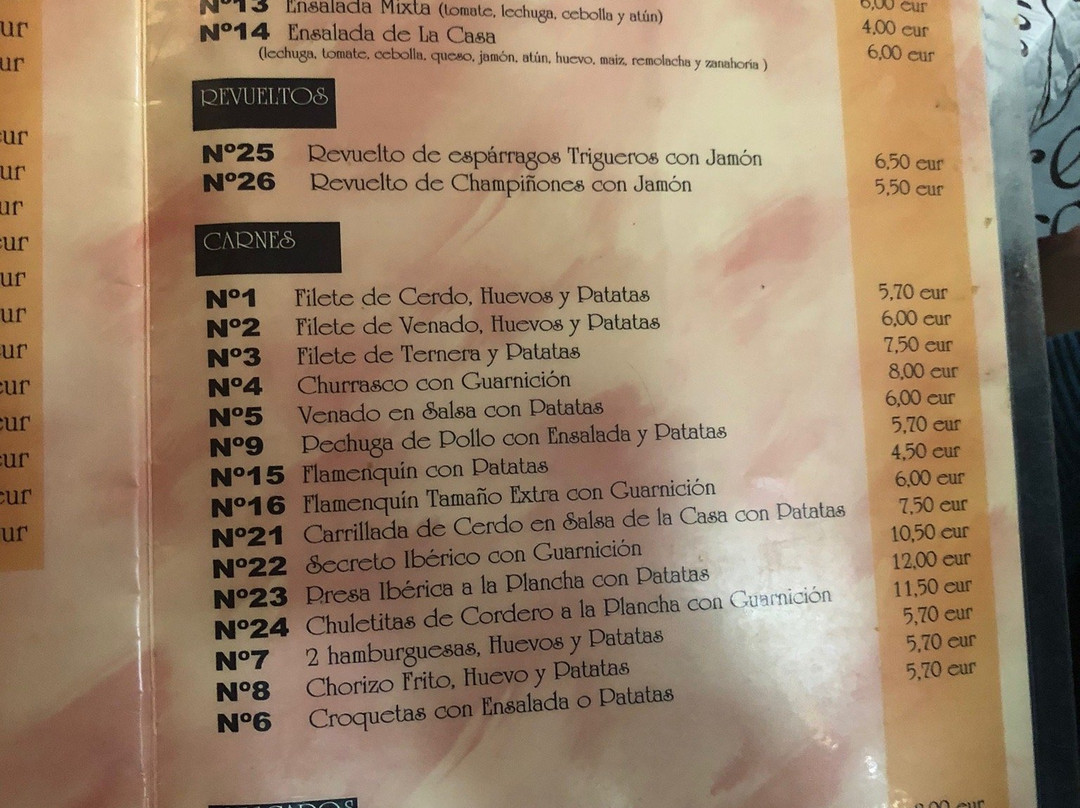 6,00 eur
Nº13 Ensalada Mixta (tomate, lechuga, cebolla y atún) 4,00 eur
Nº14 Ensalada de La Casa 6,00 eur
(lechuga, tomate, cebolla, queso, jamón, atún, huevo, maiz, remolacha y zanahoria )
REVUELTOS
Nº25 Revuelto de espárragos Trigueros con Jamón 6,50 eur
Nº26 Revuelto de Champiñones con Jamón 5,50 eur
CARNES
Nº1 Filete de Cerdo, Huevos y Patatas 5,70 eur
Nº2 Filete de Venado, Huevos y Patatas 6,00 eur
Nº3 Filete de Ternera y Patatas 7,50 eur
Nº4 Churrasco con Guarnición 8,00 eur
Nº5 Venado en Salsa con Patatas 6,00 eur
Nº9 Pechuga de Pollo con Ensalada y Patatas 5,70 eur
Nº15 Flamenquín con Patatas 4,50 eur
Nº16 Flamenquín Tamaño Extra con Guarnición 6,00 eur
Nº21 Carrillada de Cerdo en Salsa de la Casa con Patatas 7,50 eur
Nº22 Secreto Ibérico con Guarnición 10,50 eur
Nº23 Presa Ibérica a la Plancha con Patatas 12,00 eur
Nº24 Chuletitas de Cordero a la Plancha con Guarnición 11,50 eur
Nº7 2 hamburguesas, Huevos y Patatas 5,70 eur
Nº8 Chorizo Frito, Huevo y Patatas 5,70 eur
Nº6 Croquetas con Ensalada o Patatas 5,70 eur